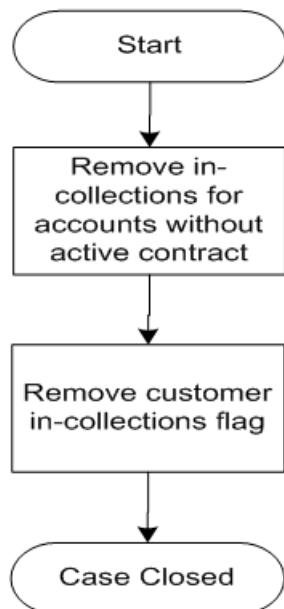 Start
Remove in-
collections for
accounts without
active contract
Remove customer
in-collections flag
Case Closed